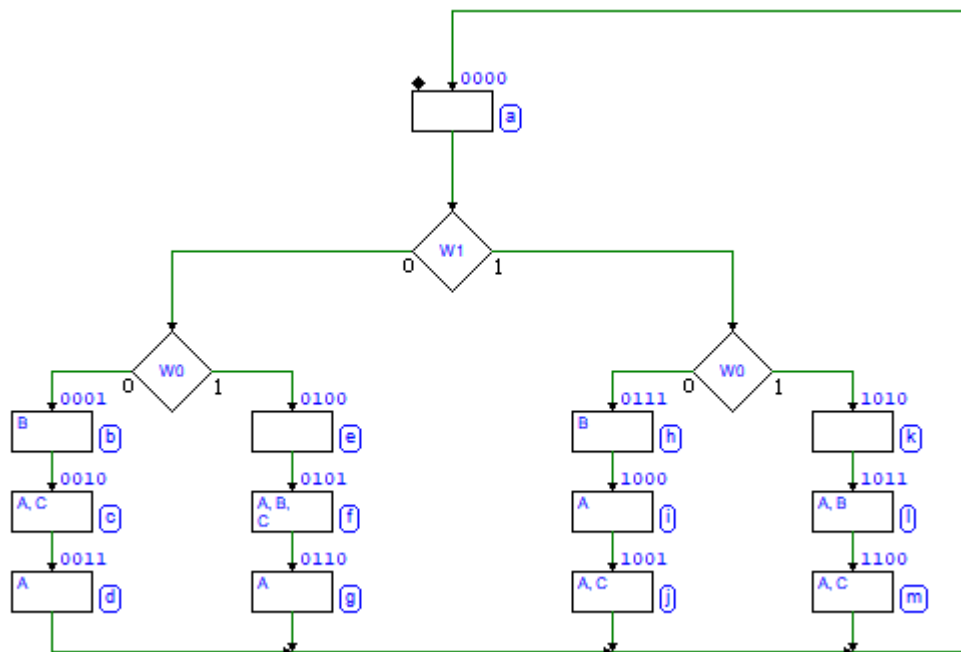 0000
a
W1
0 1
W0 W0
0 1 0 1
0001 0100 0111 1010
B b e B h k
0010 0101 1000 1011
A, C c A, B, f A i A, B l
C
0011 0110 1001 1100
A d A g A, C j A, C m